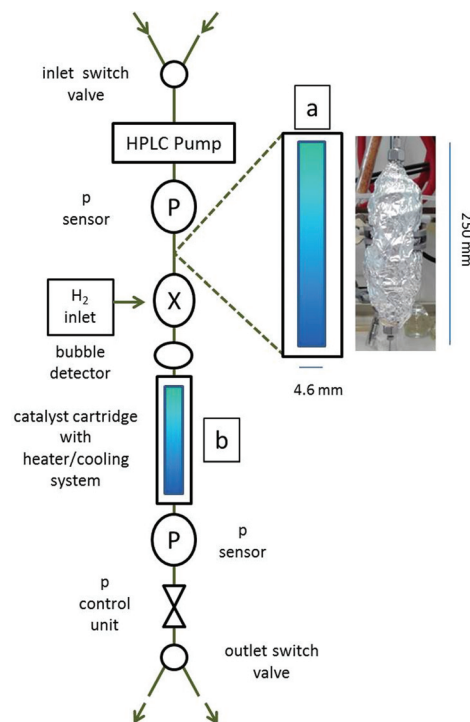 inlet switch
valve
HPLC Pump
p
sensor
P
a
250 mm
4.6 mm
H2
inlet
X
bubble
detector
catalyst cartridge
with
heater/cooling
system
b
P
p
sensor
p
control
unit
outlet switch
valve